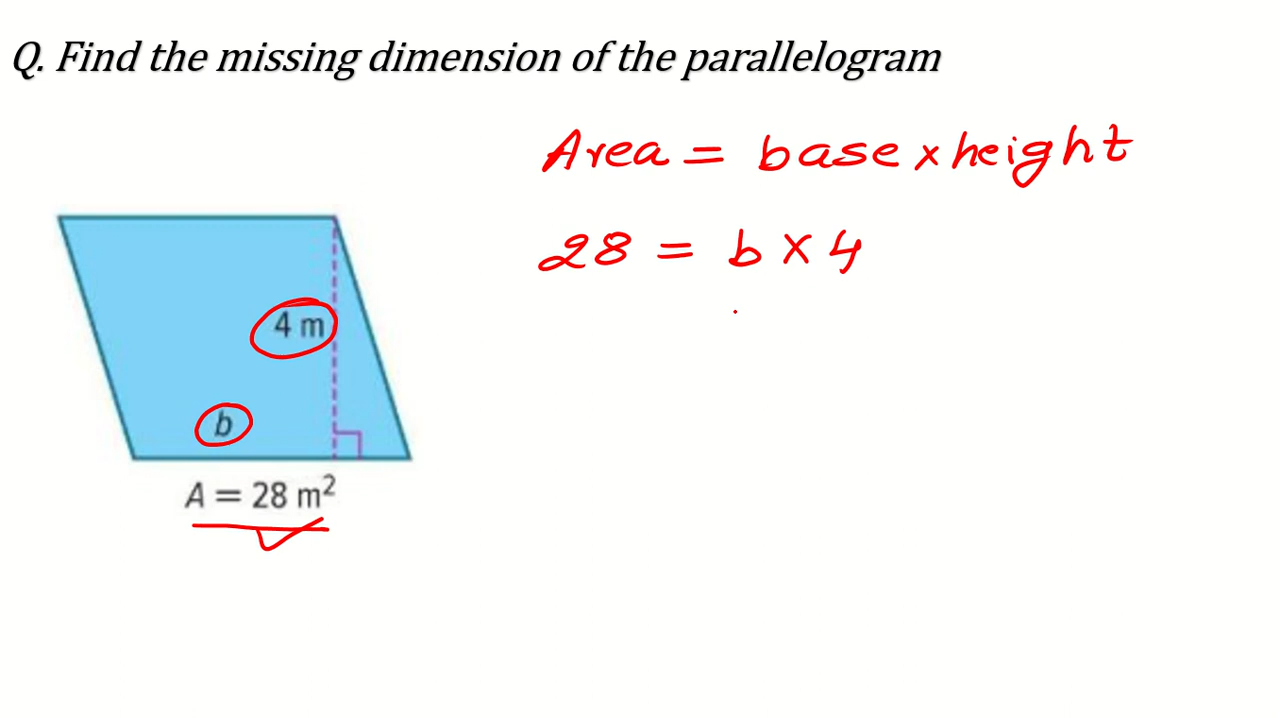 Q. Find the missing dimension of the parallelogram
Area = base × height
28 = b × 4
4 m
b
A = 28 m²